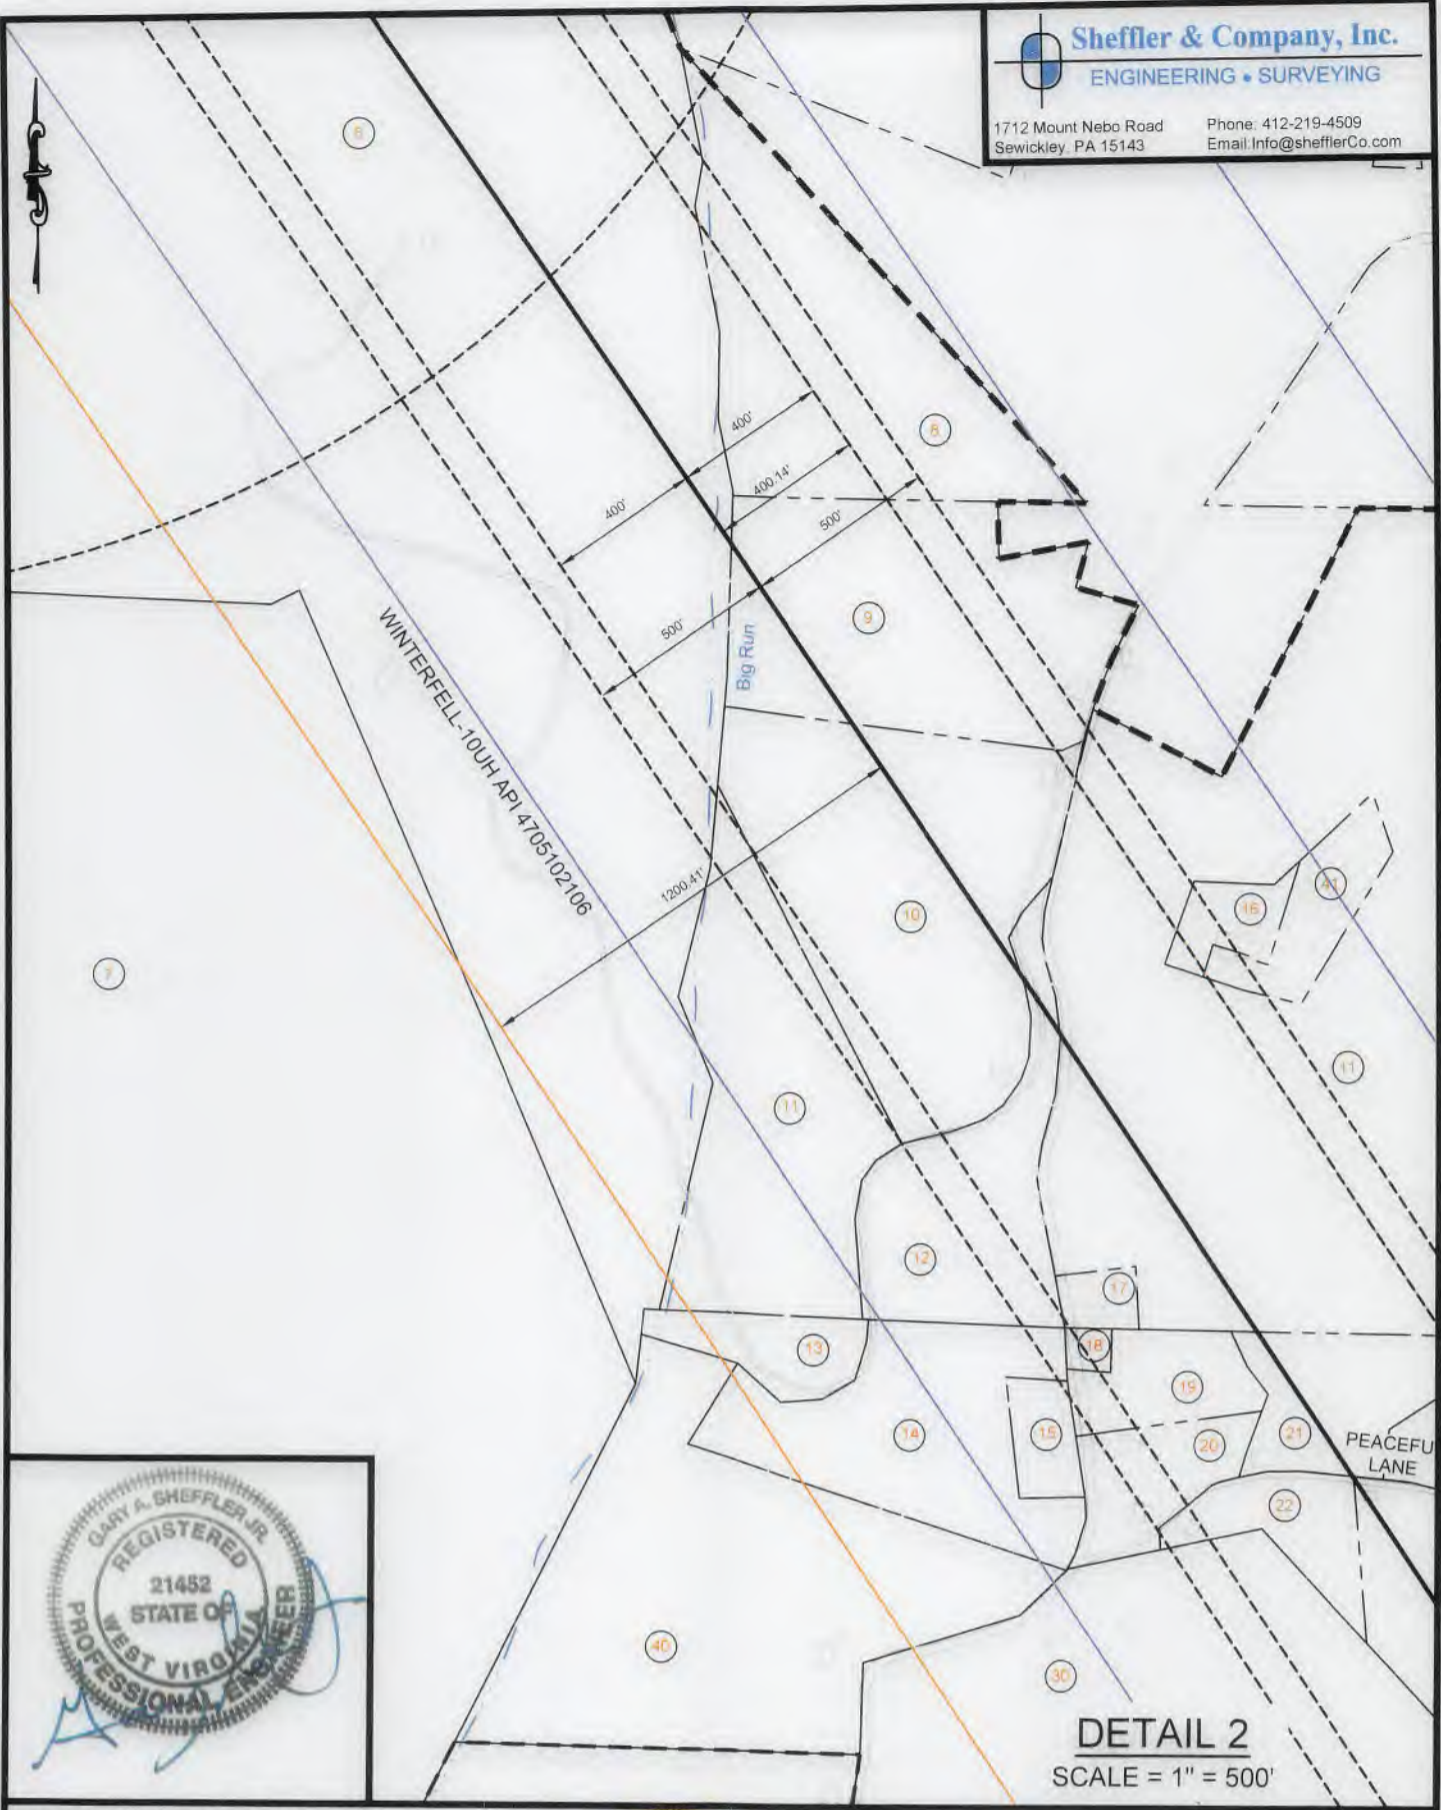 Sheffler & Company, Inc.
ENGINEERING • SURVEYING
1712 Mount Nebo Road
Sewickley, PA 15143
Phone: 412-219-4509
Email:Info@shefflerCo.com
6
8
400'
400.14'
400'
500'
500'
9
Big Run
WINTERFELL-10UH API 4705102106
1200.41'
7
10
16
41
11
11
12
17
13
18
19
14
15
20
21
PEACEFU
LANE
22
40
30
GARY A. SHEFFLER JR.
REGISTERED
21452
STATE OF
WEST VIRGINIA
PROFESSIONAL ENGINEER
DETAIL 2
SCALE = 1" = 500'